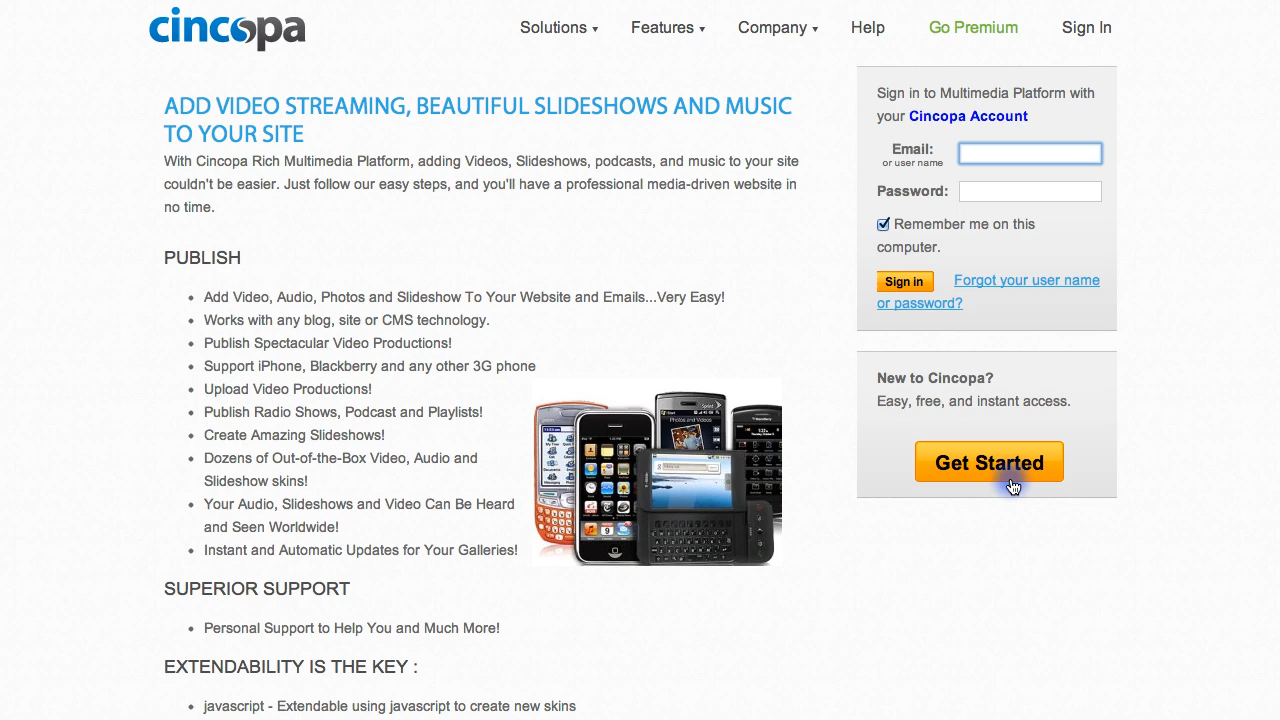 cincopa
Solutions
Features
Company
Help
Go Premium
Sign In
ADD VIDEO STREAMING, BEAUTIFUL SLIDESHOWS AND MUSIC
TO YOUR SITE
With Cincopa Rich Multimedia Platform, adding Videos, Slideshows, podcasts, and music to your site
couldn't be easier. Just follow our easy steps, and you'll have a professional media-driven website in
no time.
PUBLISH
Add Video, Audio, Photos and Slideshow To Your Website and Emails...Very Easy!
Works with any blog, site or CMS technology.
Publish Spectacular Video Productions!
Support iPhone, Blackberry and any other 3G phone
Upload Video Productions!
Publish Radio Shows, Podcast and Playlists!
Create Amazing Slideshows!
Dozens of Out-of-the-Box Video, Audio and
Slideshow skins!
Your Audio, Slideshows and Video Can Be Heard
and Seen Worldwide!
Instant and Automatic Updates for Your Galleries!
Sprint
Photos and Videos
SUPERIOR SUPPORT
Personal Support to Help You and Much More!
EXTENDABILITY IS THE KEY :
javascript - Extendable using javascript to create new skins
Sign in to Multimedia Platform with
your Cincopa Account
Email:
or user name
Password:
Remember me on this
computer.
Sign in
Forgot your user name
or password?
New to Cincopa?
Easy, free, and instant access.
Get Started